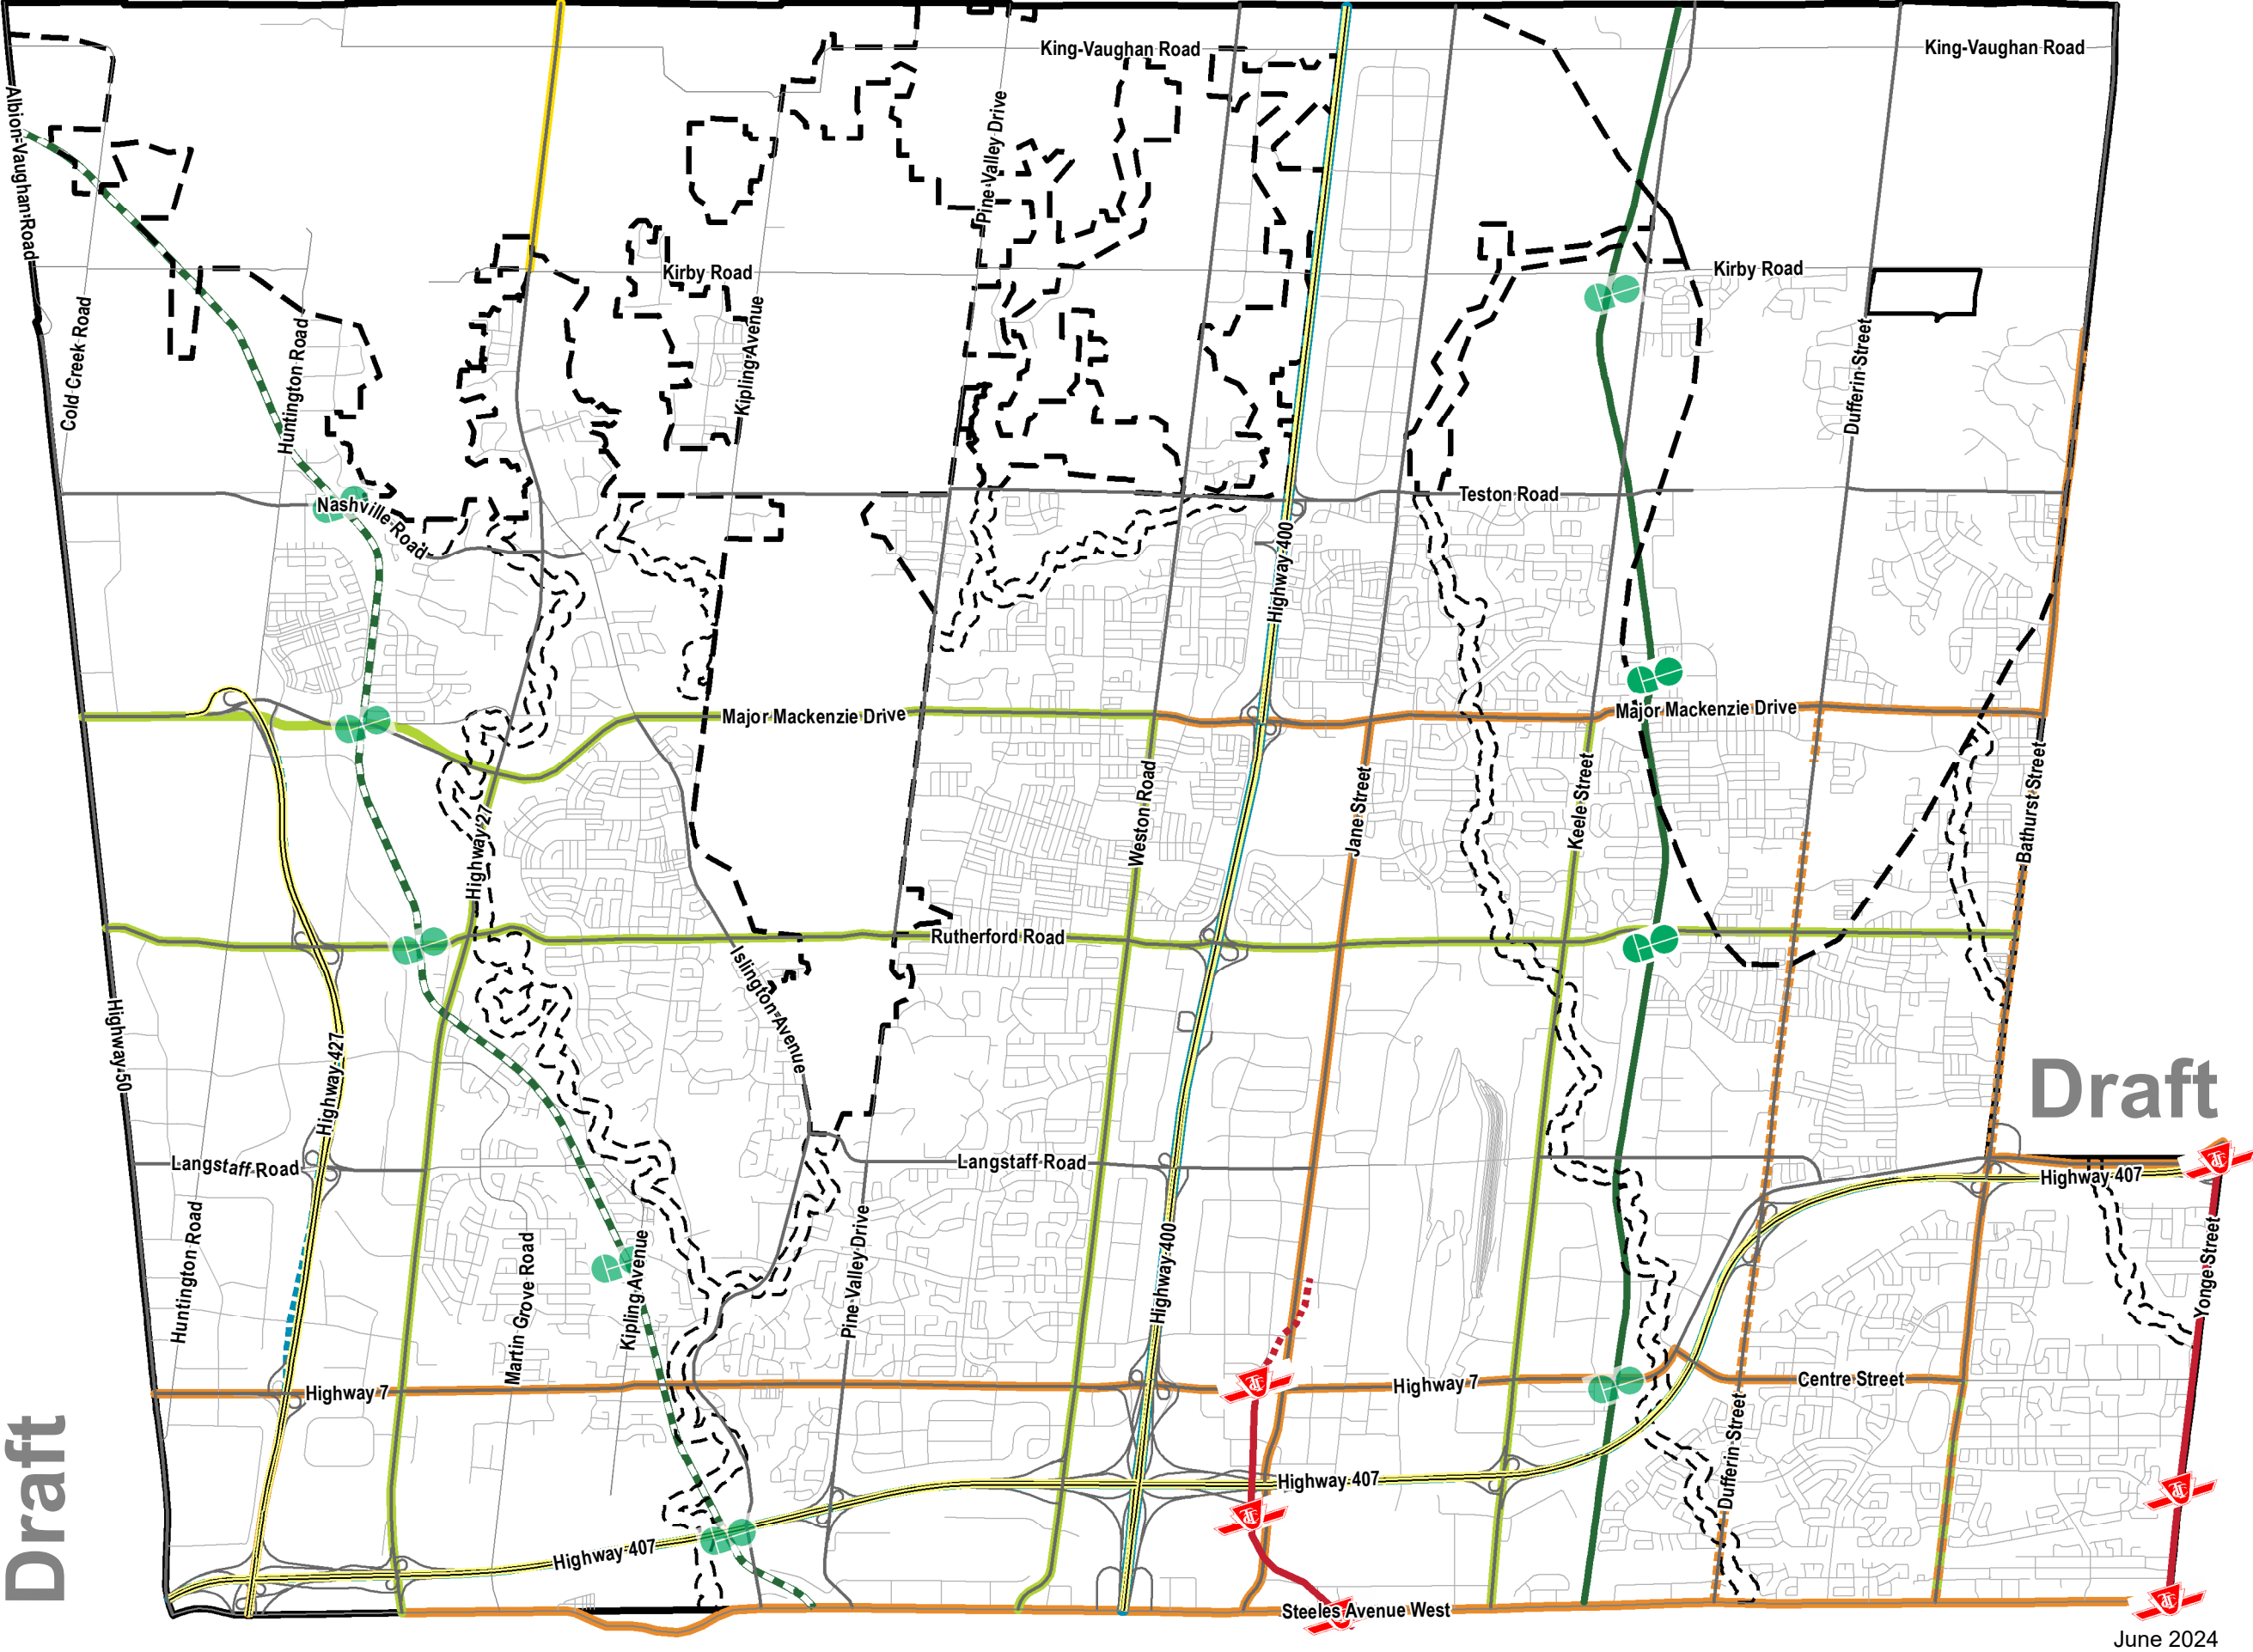 King-Vaughan Road
King-Vaughan Road
Albion-Vaughan Road
Pine Valley Drive
Kirby Road
Kirby Road
Cold Creek Road
Huntington Road
Kipling Avenue
Dufferin Street
Nashville Road
Teston Road
Highway 400
Major Mackenzie Drive
Major Mackenzie Drive
Highway 27
Weston Road
Jane Street
Keele Street
Bathurst Street
Rutherford Road
Islington Avenue
Highway 50
Highway 427
Draft
Langstaff Road
Langstaff Road
Highway 407
Huntington Road
Martin Grove Road
Kipling Avenue
Pine Valley Drive
Highway 400
Yonge Street
Highway 7
Highway 7
Centre Street
Draft
Dufferin Street
Highway 407
Highway 407
Steeles Avenue West
June 2024